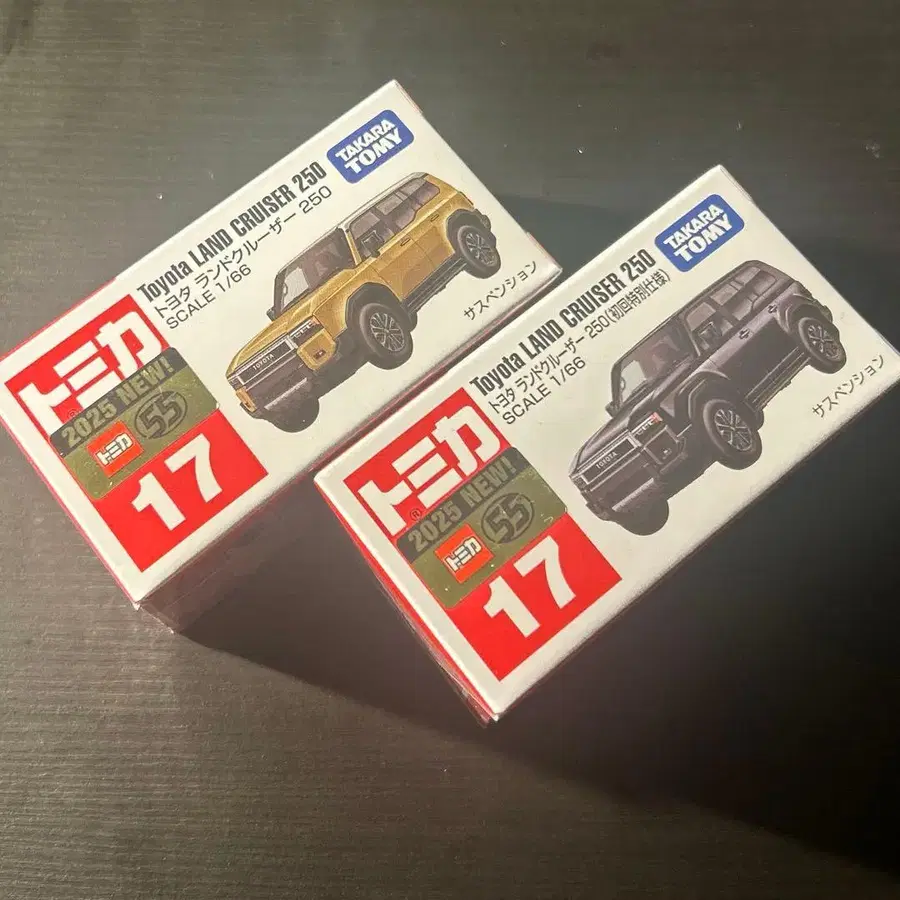 TAKARA
TOMY
Toyota LAND CRUISER 250
トヨタ ランドクルーザー 250
SCALE 1/66
サスペンション
トミカ
®
2025 NEW!
トミカ 55
17
TOYOTA
TAKARA
TOMY
Toyota LAND CRUISER 250
トヨタ ランドクルーザー 250(初回特別仕様)
SCALE 1/66
サスペンション
トミカ
®
2025 NEW!
トミカ 55
17
TOYOTA